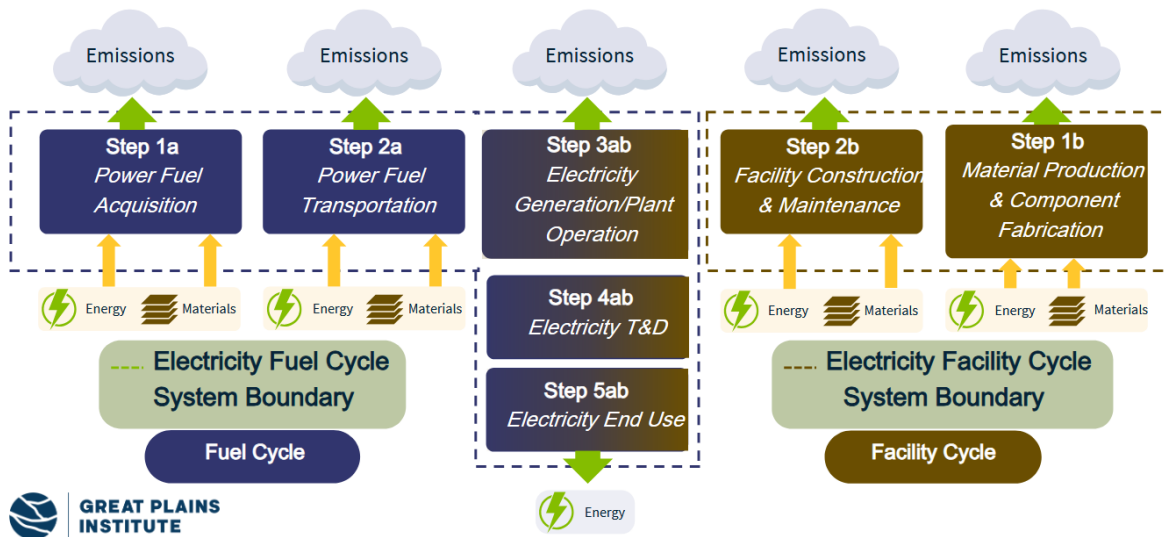 Emissions
Emissions
Emissions
Emissions
Emissions
Step 1a
Power Fuel
Acquisition
Step 2a
Power Fuel
Transportation
Step 3ab
Electricity
Generation/Plant
Operation
Step 2b
Facility Construction
& Maintenance
Step 1b
Material Production
& Component
Fabrication
Energy
Materials
Energy
Materials
Step 4ab
Electricity T&D
Energy
Materials
Energy
Materials
Electricity Fuel Cycle
System Boundary
Step 5ab
Electricity End Use
Electricity Facility Cycle
System Boundary
Fuel Cycle
Facility Cycle
Energy
GREAT PLAINS
INSTITUTE